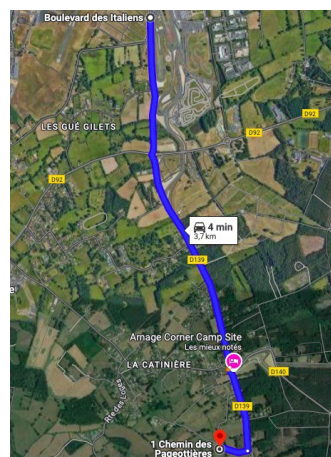 Boulevard des Italiens
LES GUÉ GILETS
D92
D92
D92
4 min
3,7 km
D139
Arnage Corner Camp Site
Les mieux notés
LA CATINIÈRE
D140
D139
1 Chemin des
Pageottières